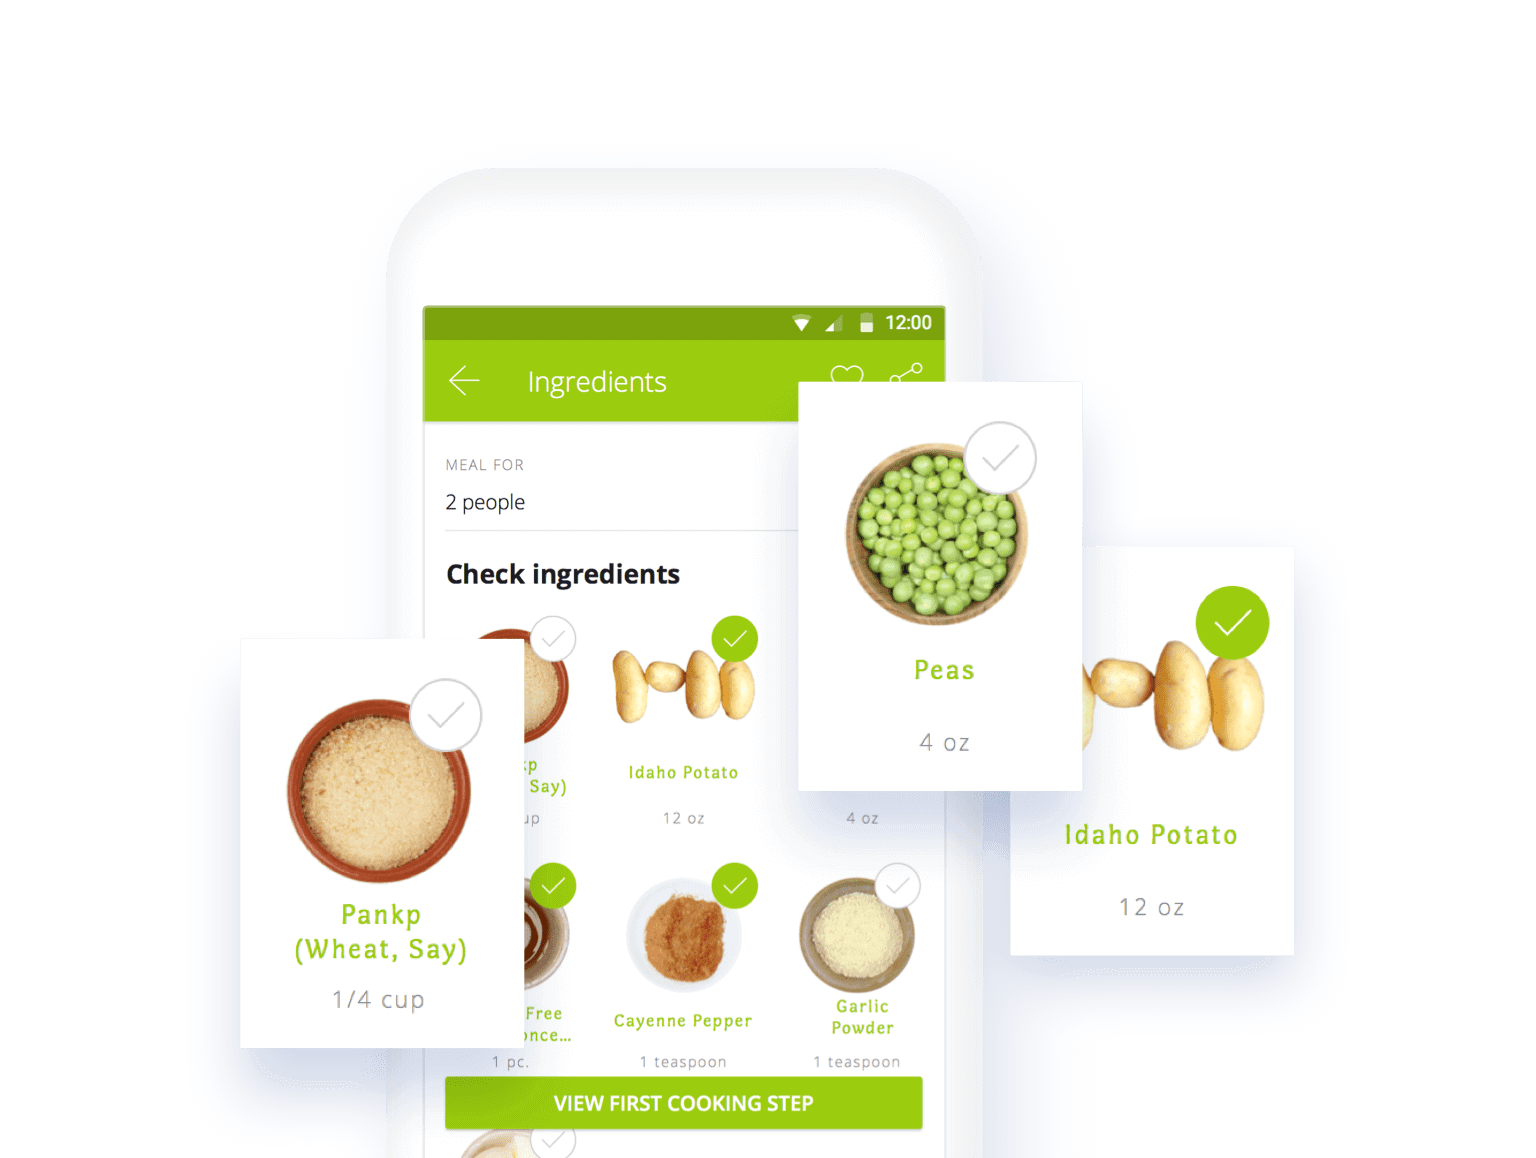 12:00
Ingredients
MEAL FOR
2 people
Check ingredients
Peas
4 oz
Idaho Potato
12 oz
Pankp
(Wheat, Say)
1/4 cup
Say)
Idaho Potato
12 oz
4 oz
Free
1 pc.
Cayenne Pepper
1 teaspoon
Garlic
Powder
1 teaspoon
VIEW FIRST COOKING STEP